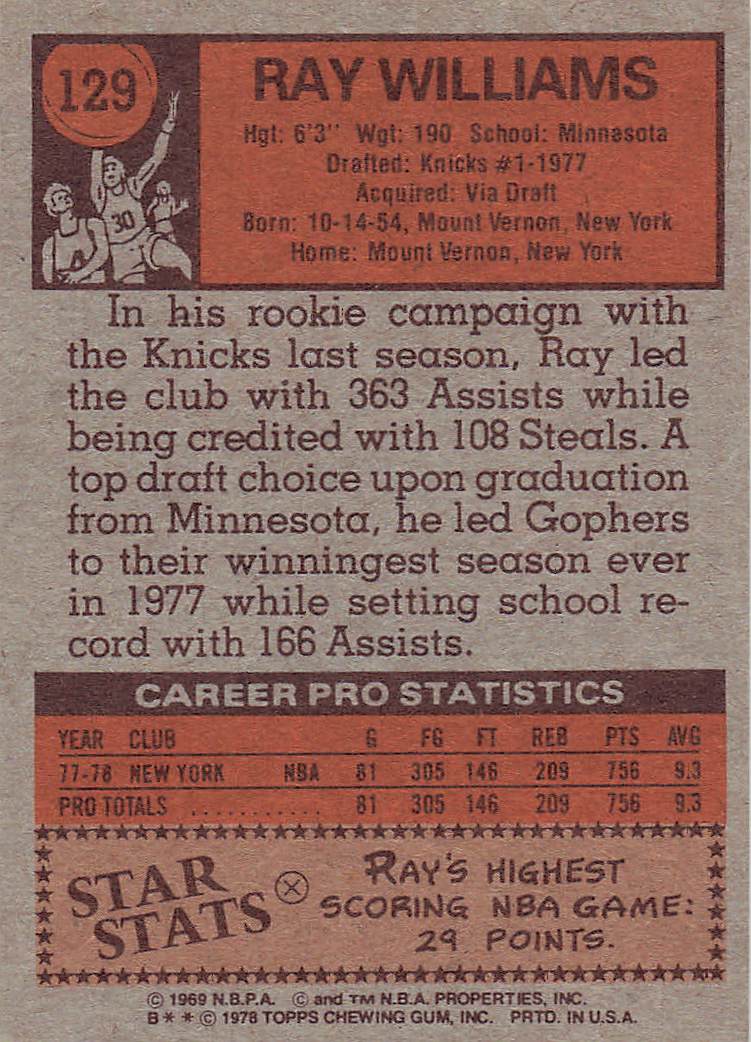 129
RAY WILLIAMS
Hgt: 6'3" Wgt: 190 School: Minnesota
Drafted: Knicks #1-1977
Acquired: Via Draft
Born: 10-14-54, Mount Vernon, New York
Home: Mount Vernon, New York
30
In his rookie campaign with
the Knicks last season, Ray led
the club with 363 Assists while
being credited with 108 Steals. A
top draft choice upon graduation
from Minnesota, he led Gophers
to their winningest season ever
in 1977 while setting school re-
cord with 166 Assists.
CAREER PRO STATISTICS
YEAR CLUB G FG FT REB PTS AVG
77-78 NEW YORK NBA 81 305 146 209 756 9.3
PRO TOTALS ........... 81 305 146 209 756 9.3
STAR
STATS
RAY'S HIGHEST
SCORING NBA GAME:
29 POINTS.
© 1969 N.B.P.A. © and TM N.B.A. PROPERTIES, INC.
B * * © 1978 TOPPS CHEWING GUM, INC. PRTD. IN U.S.A.